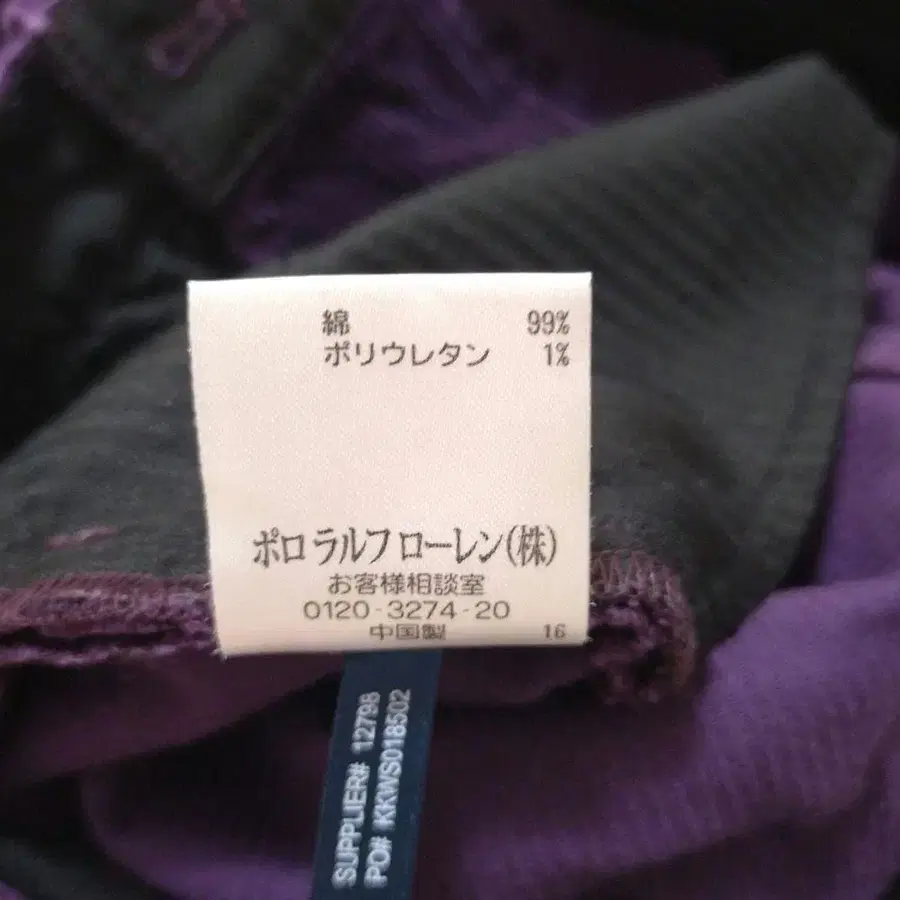 綿 99%
ポリウレタン 1%
ポロ ラルフ ローレン(株)
お客様相談室
0120-3274-20
中国製 16
SUPPLIER# 12798
PO# KKWS018502